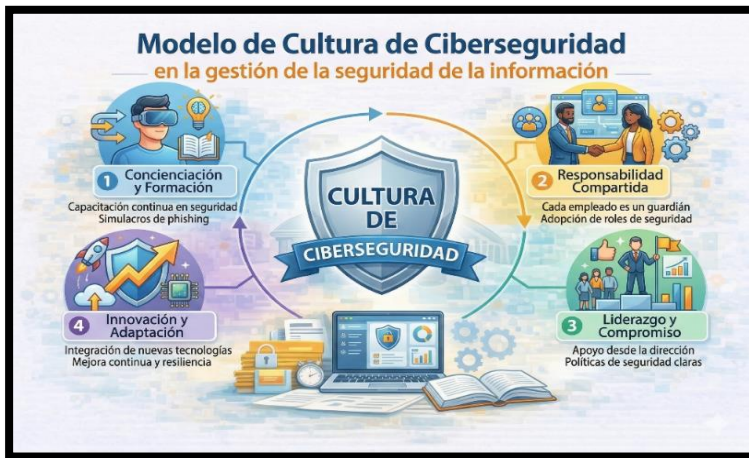 Modelo de Cultura de Ciberseguridad
en la gestión de la seguridad de la información
1 Concienciación
y Formación
Capacitación continua en seguridad
Simulacros de phishing
2 Responsabilidad
Compartida
Cada empleado es un guardián
Adopción de roles de seguridad
CULTURA
DE
CIBERSEGURIDAD
4 Innovación y
Adaptación
Integración de nuevas tecnologías
Mejora continua y resiliencia
3 Liderazgo y
Compromiso
Apoyo desde la dirección
Políticas de seguridad claras